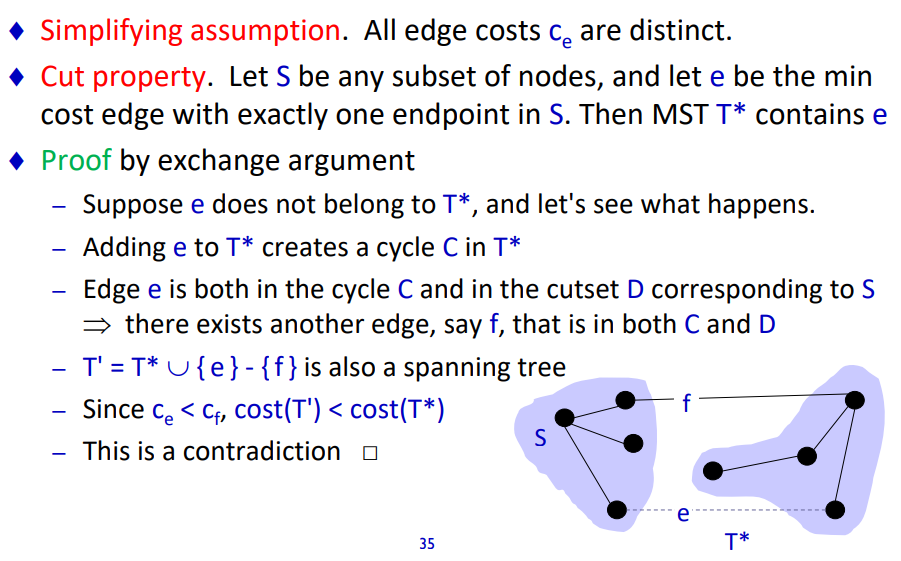 ♦ Simplifying assumption. All edge costs cₑ are distinct.
♦ Cut property. Let S be any subset of nodes, and let e be the min
cost edge with exactly one endpoint in S. Then MST T* contains e
♦ Proof by exchange argument
– Suppose e does not belong to T*, and let's see what happens.
– Adding e to T* creates a cycle C in T*
– Edge e is both in the cycle C and in the cutset D corresponding to S
⇒ there exists another edge, say f, that is in both C and D
– T' = T* ∪ { e } - { f } is also a spanning tree
– Since cₑ < c_f, cost(T') < cost(T*)
– This is a contradiction □
f
S
e
T*
35